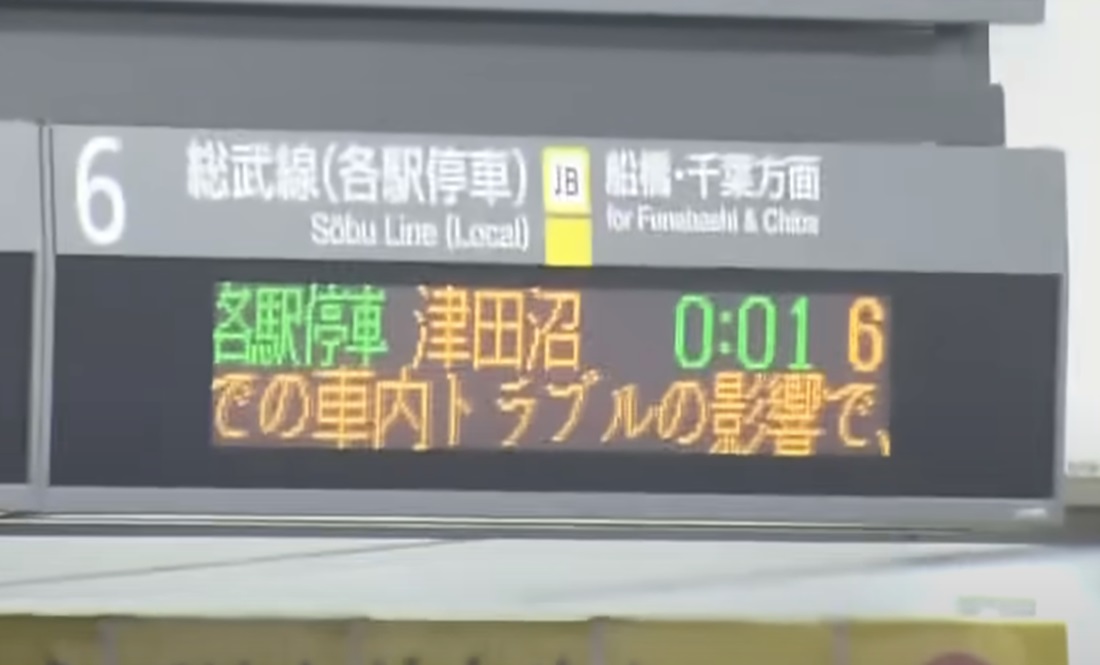 6
総武線(各駅停車)
Sōbu Line (Local)
JB
船橋・千葉方面
for Funabashi & Chiba
各駅停車 津田沼 0:01 6
での車内トラブルの影響で、